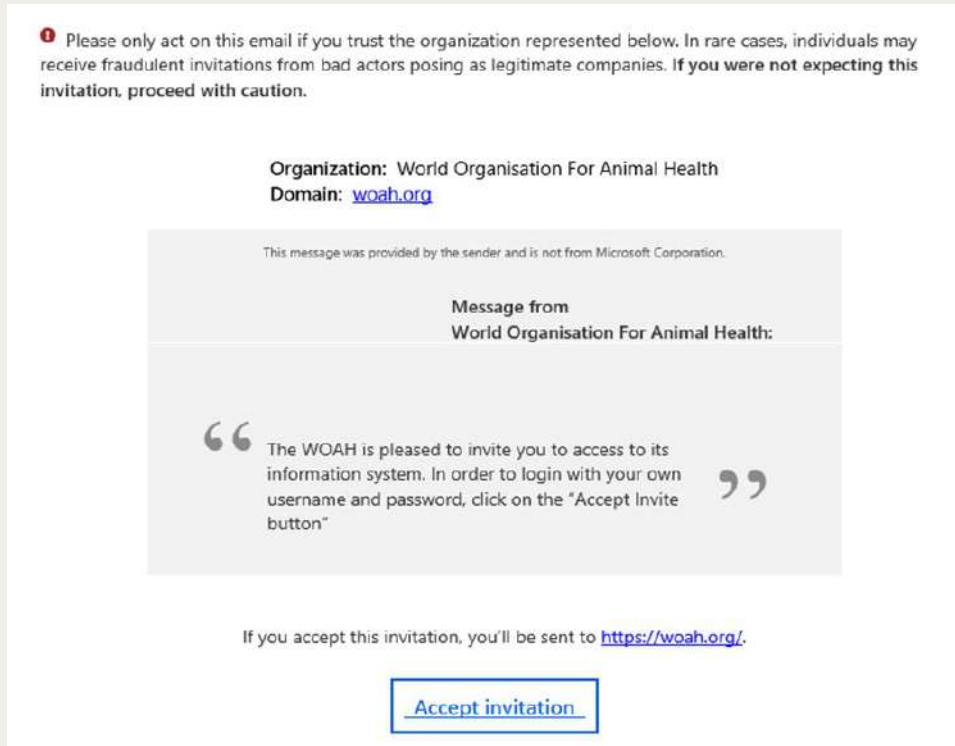 Please only act on this email if you trust the organization represented below. In rare cases, individuals may
receive fraudulent invitations from bad actors posing as legitimate companies. If you were not expecting this
invitation, proceed with caution.
Organization: World Organisation For Animal Health
Domain: woah.org
This message was provided by the sender and is not from Microsoft Corporation.
Message from
World Organisation For Animal Health:
“ The WOAH is pleased to invite you to access to its
information system. In order to login with your own
username and password, click on the “Accept Invite
button” ”
If you accept this invitation, you'll be sent to https://woah.org/.
Accept invitation